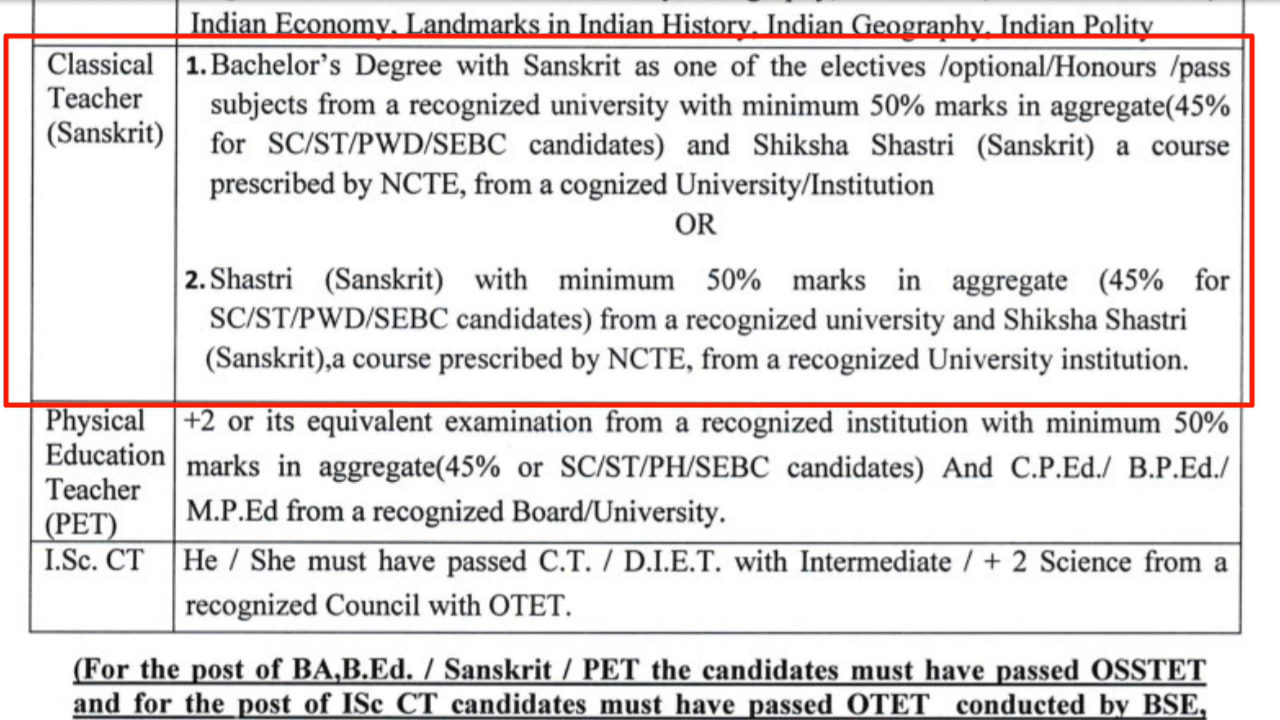 Indian Economy, Landmarks in Indian History, Indian Geography, Indian Polity
Classical
Teacher
(Sanskrit)
1. Bachelor's Degree with Sanskrit as one of the electives /optional/Honours /pass
subjects from a recognized university with minimum 50% marks in aggregate(45%
for SC/ST/PWD/SEBC candidates) and Shiksha Shastri (Sanskrit) a course
prescribed by NCTE, from a cognized University/Institution
OR
2. Shastri (Sanskrit) with minimum 50% marks in aggregate (45% for
SC/ST/PWD/SEBC candidates) from a recognized university and Shiksha Shastri
(Sanskrit),a course prescribed by NCTE, from a recognized University institution.
Physical
Education
Teacher
(PET)
+2 or its equivalent examination from a recognized institution with minimum 50%
marks in aggregate(45% or SC/ST/PH/SEBC candidates) And C.P.Ed./ B.P.Ed./
M.P.Ed from a recognized Board/University.
I.Sc. CT
He / She must have passed C.T. / D.I.E.T. with Intermediate / + 2 Science from a
recognized Council with OTET.
(For the post of BA,B.Ed. / Sanskrit / PET the candidates must have passed OSSTET
and for the post of ISc CT candidates must have passed OTET conducted by BSE,